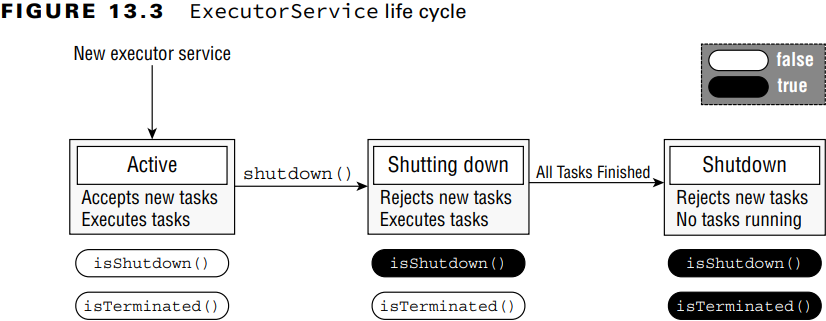 FIGURE 13.3 ExecutorService life cycle
New executor service
false
true
Active
Accepts new tasks
Executes tasks
shutdown()
Shutting down
Rejects new tasks
Executes tasks
All Tasks Finished
Shutdown
Rejects new tasks
No tasks running
isShutdown()
isShutdown()
isShutdown()
isTerminated()
isTerminated()
isTerminated()